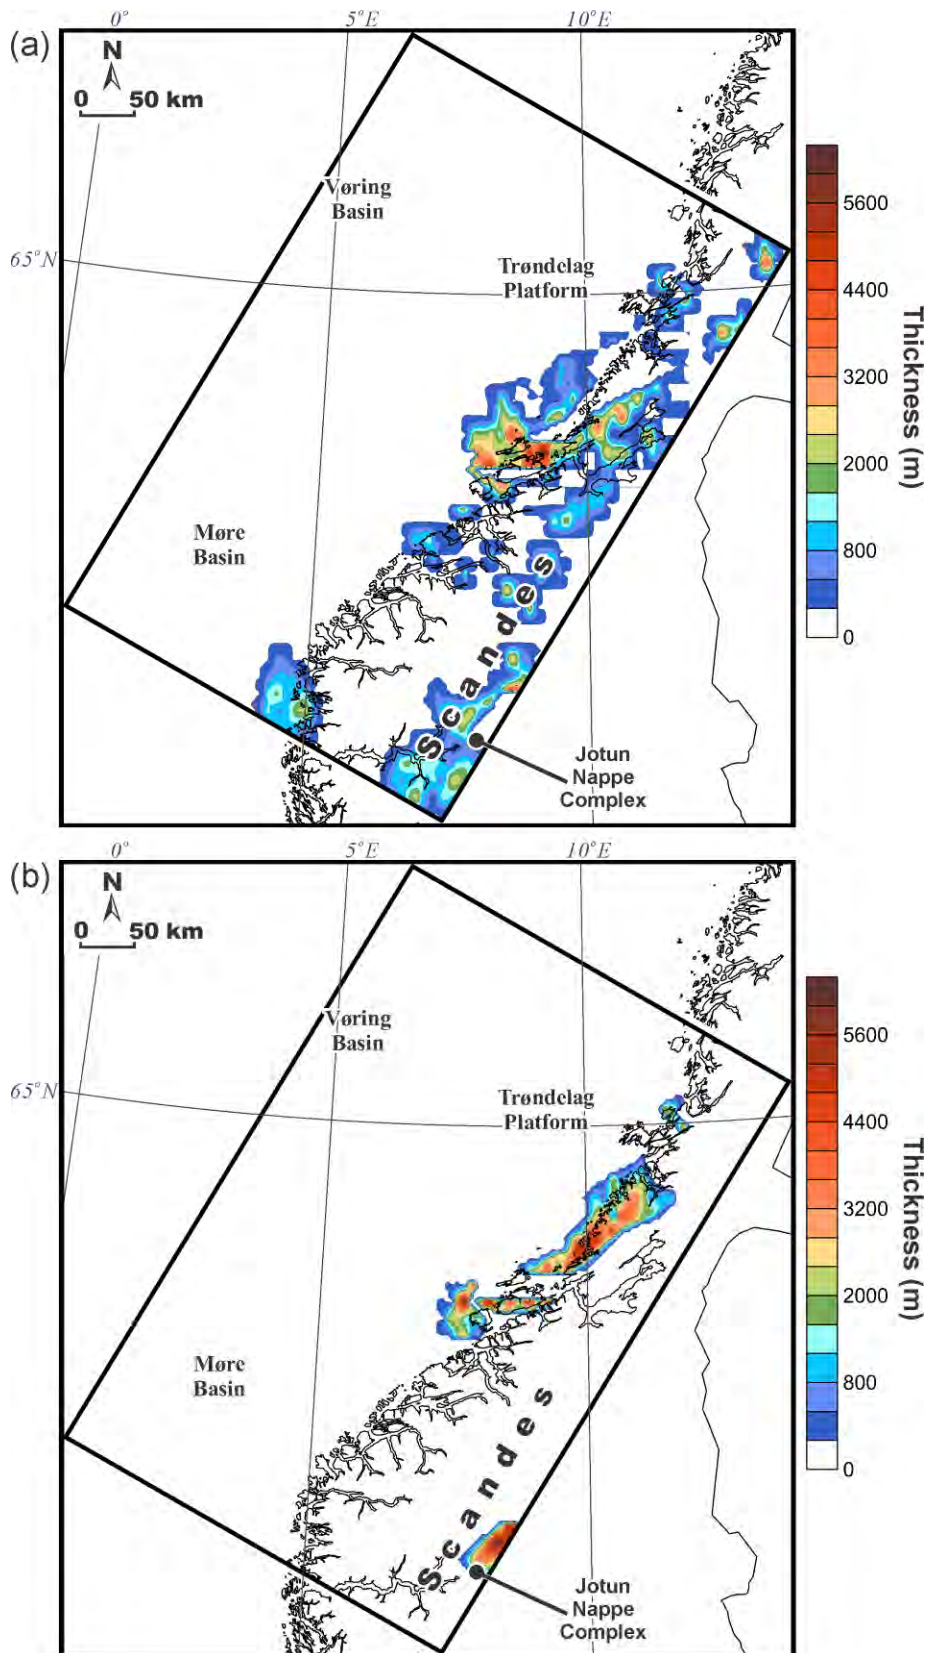 0° 5°E 10°E
(a)
N
0 50 km
Vøring
Basin
5600
65°N
Trøndelag
Platform
4400
3200
2000
Thickness (m)
Møre
Basin
800
0
Scandes
Jotun
Nappe
Complex
0° 5°E 10°E
(b)
N
0 50 km
Vøring
Basin
5600
65°N
Trøndelag
Platform
4400
3200
2000
Thickness (m)
Møre
Basin
800
0
Scandes
Jotun
Nappe
Complex